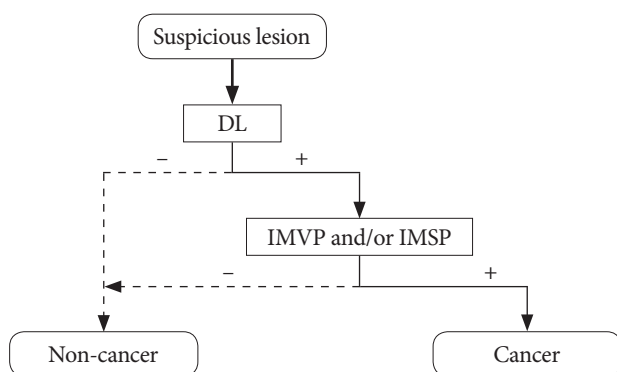 Suspicious lesion
DL
– +
IMVP and/or IMSP
– +
Non-cancer Cancer